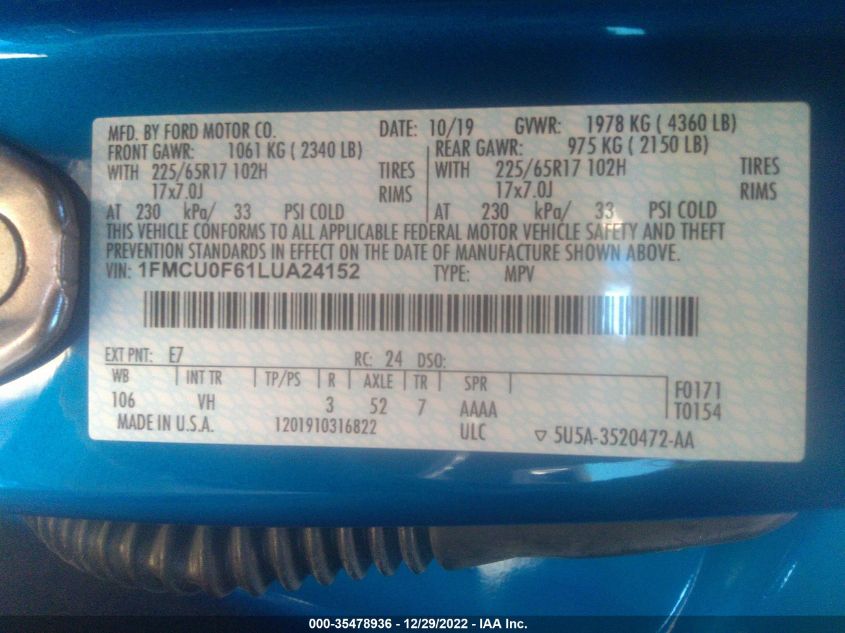 MFD. BY FORD MOTOR CO. DATE: 10/19 GVWR: 1978 KG ( 4360 LB)
FRONT GAWR: 1061 KG ( 2340 LB) REAR GAWR: 975 KG ( 2150 LB)
WITH 225/65R17 102H TIRES WITH 225/65R17 102H TIRES
17x7.0J RIMS 17x7.0J RIMS
AT 230 kPa/ 33 PSI COLD AT 230 kPa/ 33 PSI COLD
THIS VEHICLE CONFORMS TO ALL APPLICABLE FEDERAL MOTOR VEHICLE SAFETY AND THEFT
PREVENTION STANDARDS IN EFFECT ON THE DATE OF MANUFACTURE SHOWN ABOVE.
VIN: 1FMCU0F61LUA24152 TYPE: MPV
EXT PNT: E7 RC: 24 DSO:
WB INT TR TP/PS R AXLE TR SPR F0171
106 VH 3 52 7 AAAA T0154
MADE IN U.S.A. 1201910316822 ULC ▽ 5U5A-3520472-AA
000-35478936 - 12/29/2022 - IAA Inc.